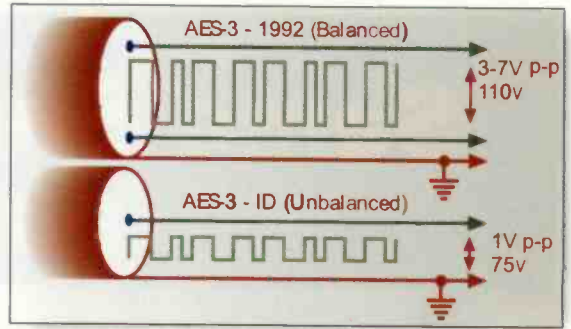 AES-3 - 1992 (Balanced)
3-7V p-p
110v
AES-3 - ID (Unbalanced)
1V p-p
75v